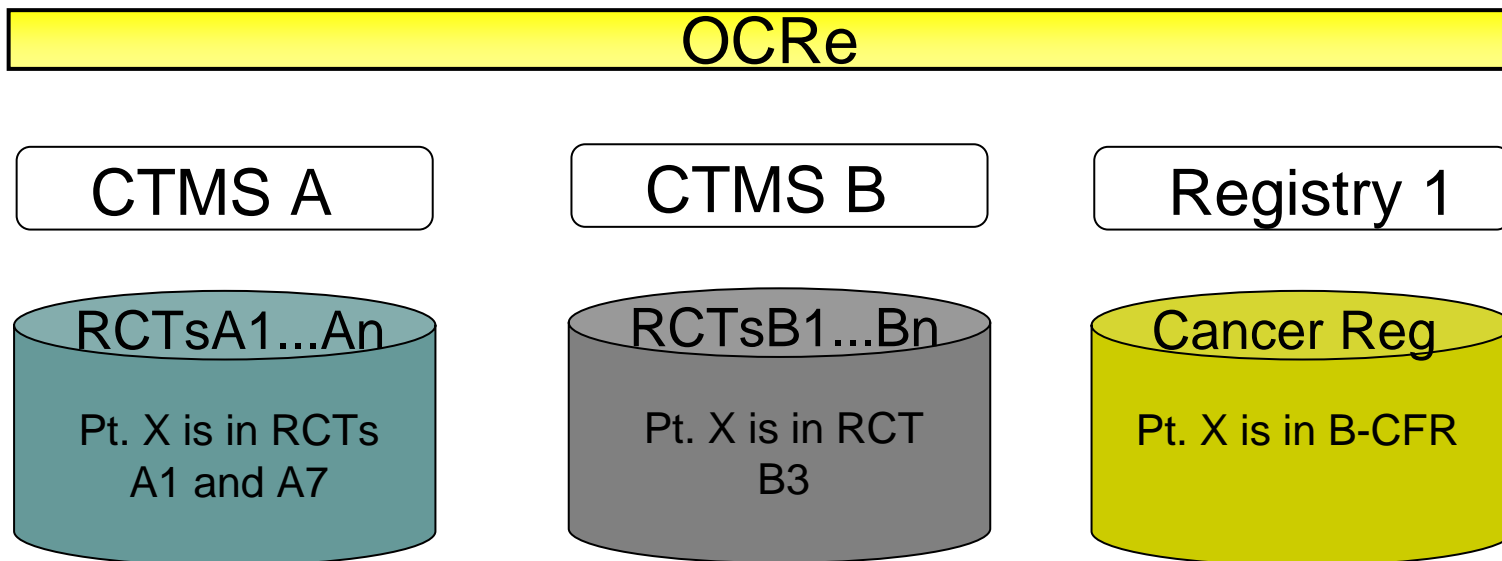 OCRe
CTMS A
CTMS B
Registry 1
RCTsA1...An
RCTsB1...Bn
Cancer Reg
Pt. X is in RCTs
A1 and A7
Pt. X is in RCT
B3
Pt. X is in B-CFR